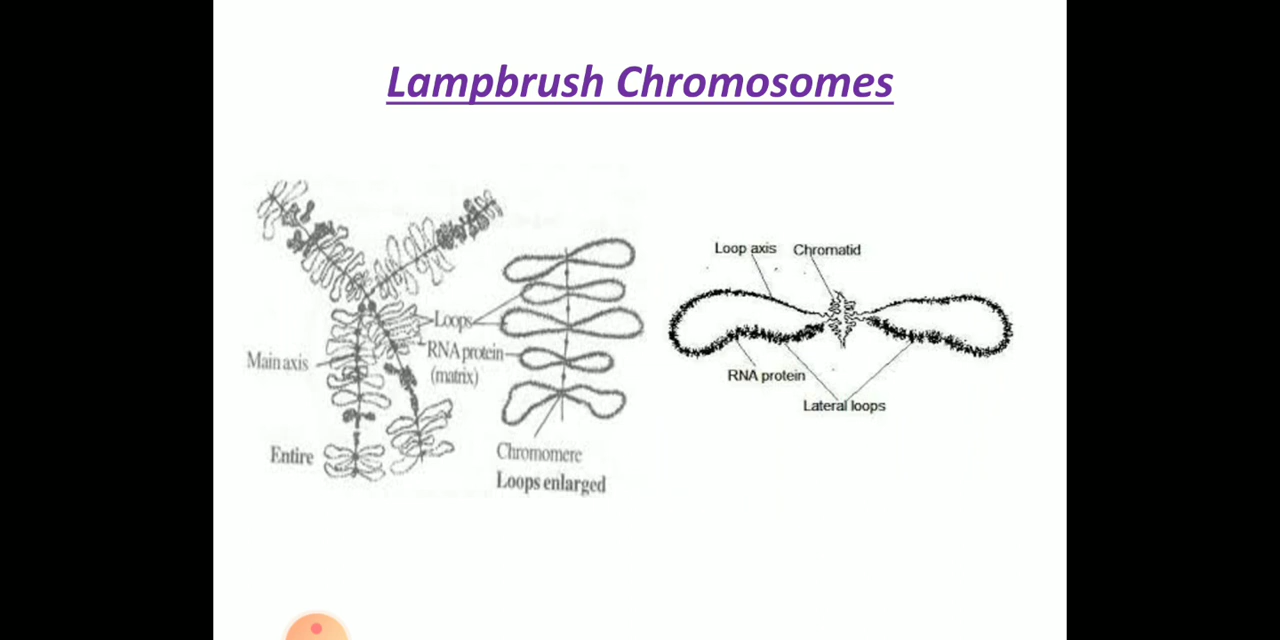 Lampbrush Chromosomes
Loops
RNA protein
(matrix)
Main axis
Entire
Chromomere
Loops enlarged
Loop axis
Chromatid
RNA protein
Lateral loops